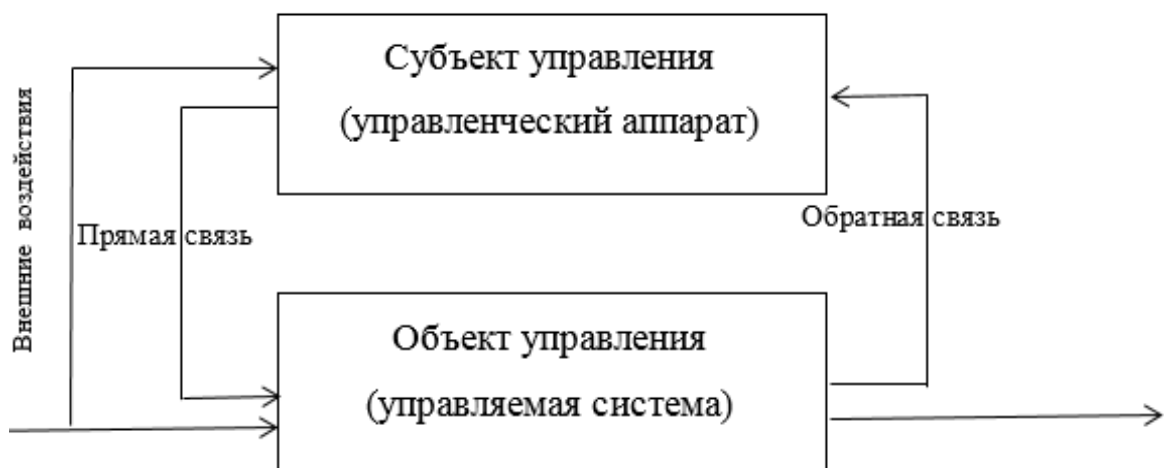 Субъект управления
(управленческий аппарат)
Внешние воздействия
Прямая связь
Обратная связь
Объект управления
(управляемая система)